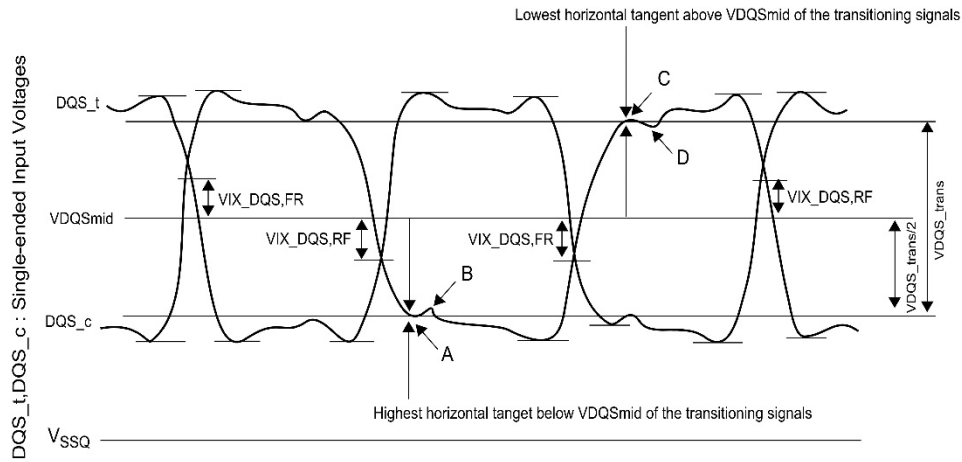 Lowest horizontal tangent above VDQSmid of the transitioning signals
DQS_t,DQS_c : Single-ended Input Voltages
DQS_t
C
D
VIX_DQS,FR
VIX_DQS,RF
VDQSmid
VIX_DQS,RF
VIX_DQS,FR
VDQS_trans/2
VDQS_trans
B
DQS_c
A
Highest horizontal tanget below VDQSmid of the transitioning signals
VSSQ